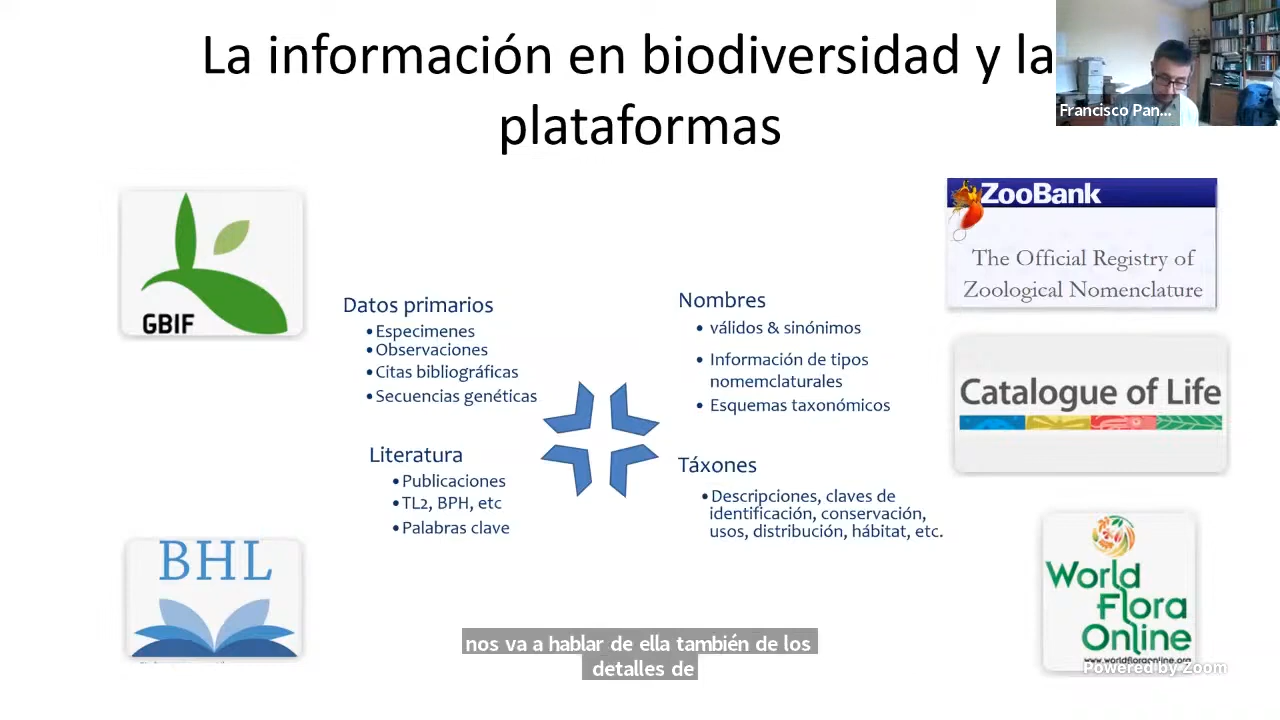 La información en biodiversidad y la
plataformas
Francisco Pan...
GBIF
Datos primarios
•Especimenes
•Observaciones
•Citas bibliográficas
•Secuencias genéticas
Literatura
•Publicaciones
•TL2, BPH, etc
•Palabras clave
BHL
Nombres
• válidos & sinónimos
• Información de tipos
nomemclaturales
• Esquemas taxonómicos
Táxones
•Descripciones, claves de
identificación, conservación,
usos, distribución, hábitat, etc.
ZooBank
The Official Registry of
Zoological Nomenclature
Catalogue of Life
World
Flora
Online
www.worldfloraonline.org
nos va a hablar de ella también de los
detalles de
Powered by Zoom